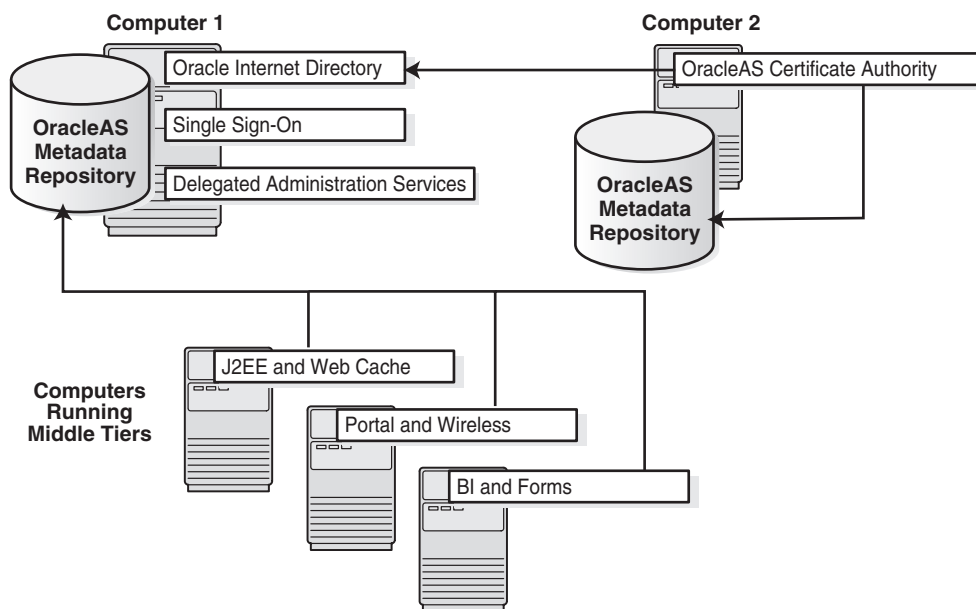 Computer 1
Computer 2
Oracle Internet Directory
OracleAS Certificate Authority
Single Sign-On
OracleAS
Metadata
Repository
Delegated Administration Services
OracleAS
Metadata
Repository
J2EE and Web Cache
Computers
Running
Middle Tiers
Portal and Wireless
BI and Forms